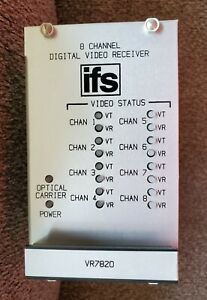 8 CHANNEL
DIGITAL VIDEO RECEIVER
ifs
VIDEO STATUS
CHAN 1 VT VR
CHAN 5 VT VR
CHAN 2 VT VR
CHAN 6 VT VR
CHAN 3 VT VR
CHAN 7 VT VR
CHAN 4 VT VR
CHAN 8 VT VR
OPTICAL
CARRIER
POWER
VR7820